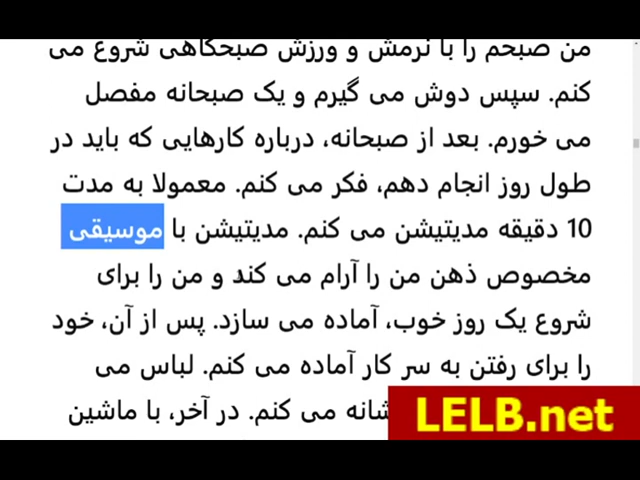 من صبحم را با نرمش و ورزش صبحگاهی شروع می
کنم. سپس دوش می گیرم و یک صبحانه مفصل
می خورم. بعد از صبحانه، درباره کارهایی که باید در
طول روز انجام دهم، فکر می کنم. معمولا به مدت
10 دقیقه مدیتیشن می کنم. مدیتیشن با موسیقی
مخصوص ذهن من را آرام می کند و من را برای
شروع یک روز خوب، آماده می سازد. پس از آن، خود
را برای رفتن به سر کار آماده می کنم. لباس می
می کنم. در آخر، با ماشین
LELB.net